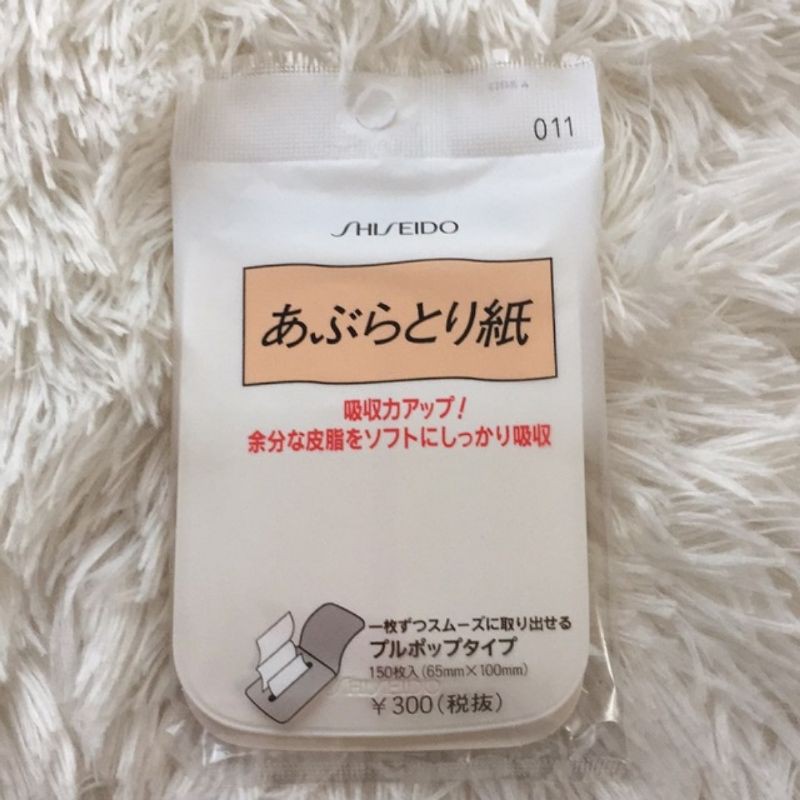 011
SHISEIDO
あぶらとり紙
吸収力アップ!
余分な皮脂をソフトにしっかり吸収
一枚ずつスムーズに取り出せる
プルポップタイプ
150枚入(65mm×100mm)
SHISEIDO
¥300(税抜)